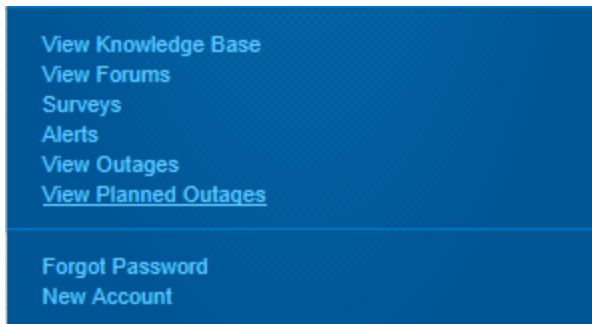 View Knowledge Base
View Forums
Surveys
Alerts
View Outages
View Planned Outages
Forgot Password
New Account